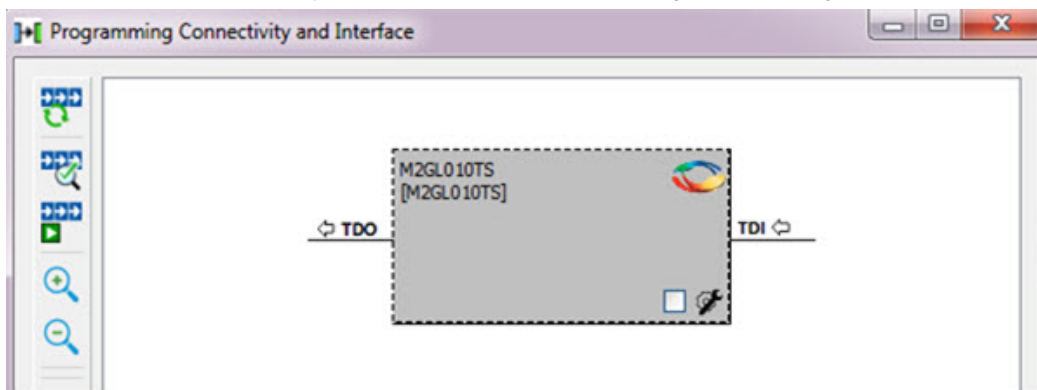 Programming Connectivity and Interface
M2GL010TS
[M2GL010TS]
⇦ TDO
TDI ⇦